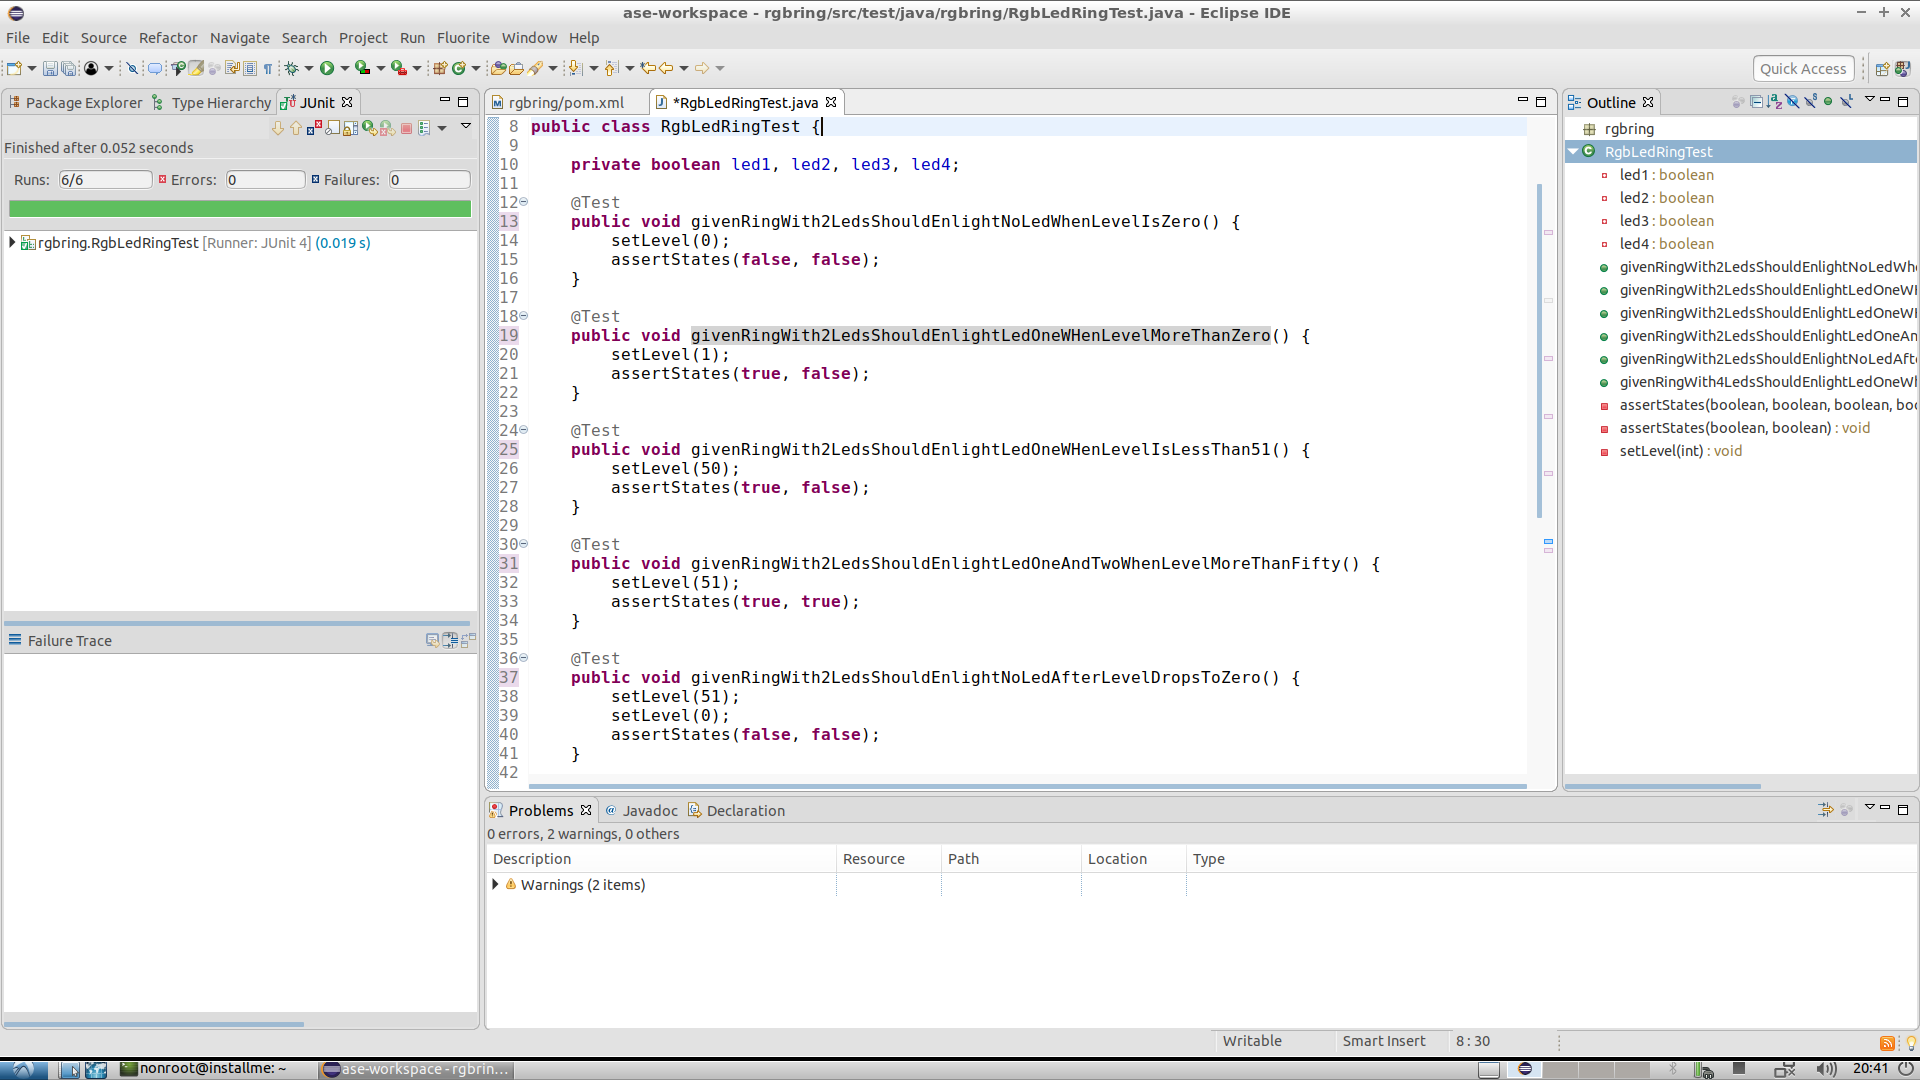 ase-workspace - rgbring/src/test/java/rgbring/RgbLedRingTest.java - Eclipse IDE
File Edit Source Refactor Navigate Search Project Run Fluorite Window Help
Quick Access
Package Explorer Type Hierarchy JUnit
Finished after 0.052 seconds
Runs: 6/6 Errors: 0 Failures: 0
rgbring.RgbLedRingTest [Runner: JUnit 4] (0.019 s)
Failure Trace
rgbring/pom.xml *RgbLedRingTest.java
8 public class RgbLedRingTest {
9
10 private boolean led1, led2, led3, led4;
11
12 @Test
13 public void givenRingWith2LedsShouldEnlightNoLedWhenLevelIsZero() {
14 setLevel(0);
15 assertStates(false, false);
16 }
17
18 @Test
19 public void givenRingWith2LedsShouldEnlightLedOneWHenLevelMoreThanZero() {
20 setLevel(1);
21 assertStates(true, false);
22 }
23
24 @Test
25 public void givenRingWith2LedsShouldEnlightLedOneWHenLevelIsLessThan51() {
26 setLevel(50);
27 assertStates(true, false);
28 }
29
30 @Test
31 public void givenRingWith2LedsShouldEnlightLedOneAndTwoWhenLevelMoreThanFifty() {
32 setLevel(51);
33 assertStates(true, true);
34 }
35
36 @Test
37 public void givenRingWith2LedsShouldEnlightNoLedAfterLevelDropsToZero() {
38 setLevel(51);
39 setLevel(0);
40 assertStates(false, false);
41 }
42
Outline
rgbring
RgbLedRingTest
led1 : boolean
led2 : boolean
led3 : boolean
led4 : boolean
givenRingWith2LedsShouldEnlightNoLedWh
givenRingWith2LedsShouldEnlightLedOneW
givenRingWith2LedsShouldEnlightLedOneW
givenRingWith2LedsShouldEnlightLedOneAn
givenRingWith2LedsShouldEnlightNoLedAft
givenRingWith4LedsShouldEnlightLedOneW
assertStates(boolean, boolean, boolean, boo
assertStates(boolean, boolean) : void
setLevel(int) : void
Problems Javadoc Declaration
0 errors, 2 warnings, 0 others
Description Resource Path Location Type
Warnings (2 items)
Writable Smart Insert 8 : 30
nonroot@installme: ~ ase-workspace - rgbrin... 20:41